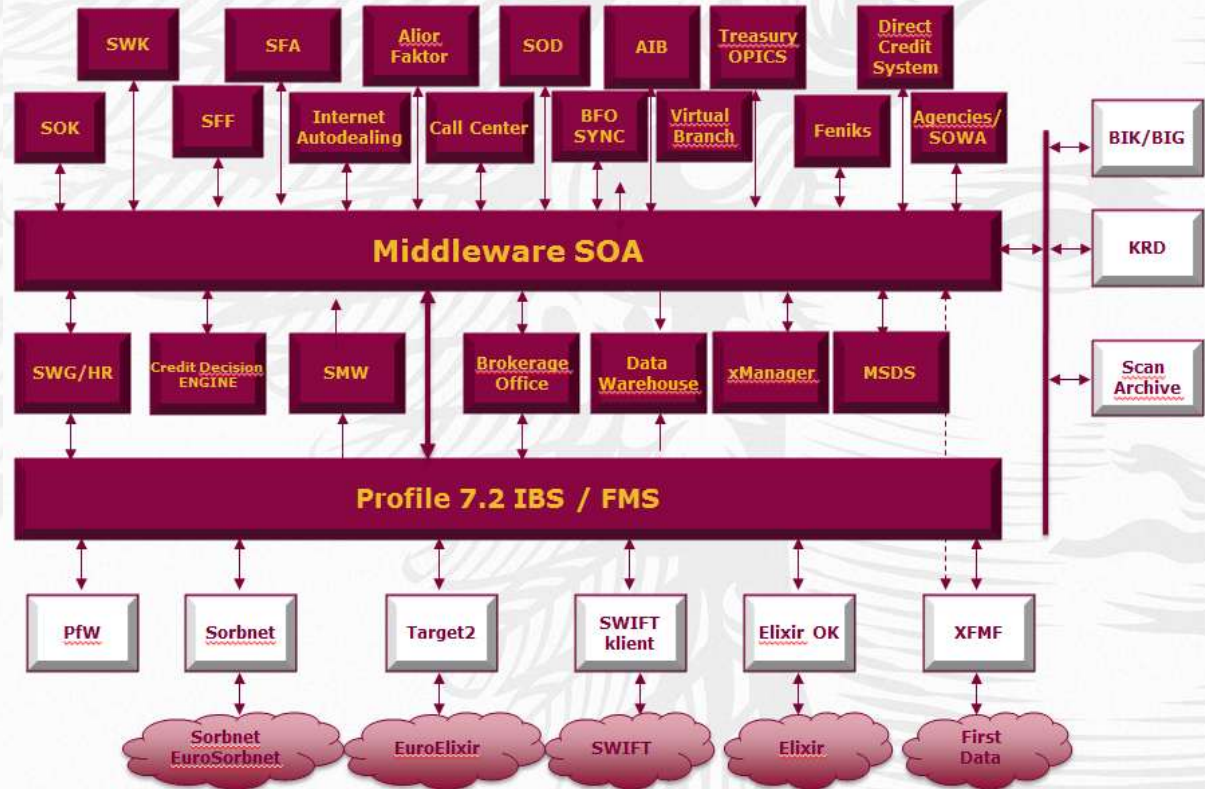 SWK
SFA
Alior
Faktor
SOD
AIB
Treasury
OPICS
Direct
Credit
System
SOK
SFF
Internet
Autodealing
Call Center
BFO
SYNC
Virtual
Branch
Feniks
Agencies/
SOWA
BIK/BIG
Middleware SOA
KRD
SWG/HR
Credit Decision
ENGINE
SMW
Brokerage
Office
Data
Warehouse
xManager
MSDS
Scan
Archive
Profile 7.2 IBS / FMS
PfW
Sorbnet
Target2
SWIFT
klient
Elixir OK
XFMF
Sorbnet
EuroSorbnet
EuroElixir
SWIFT
Elixir
First
Data